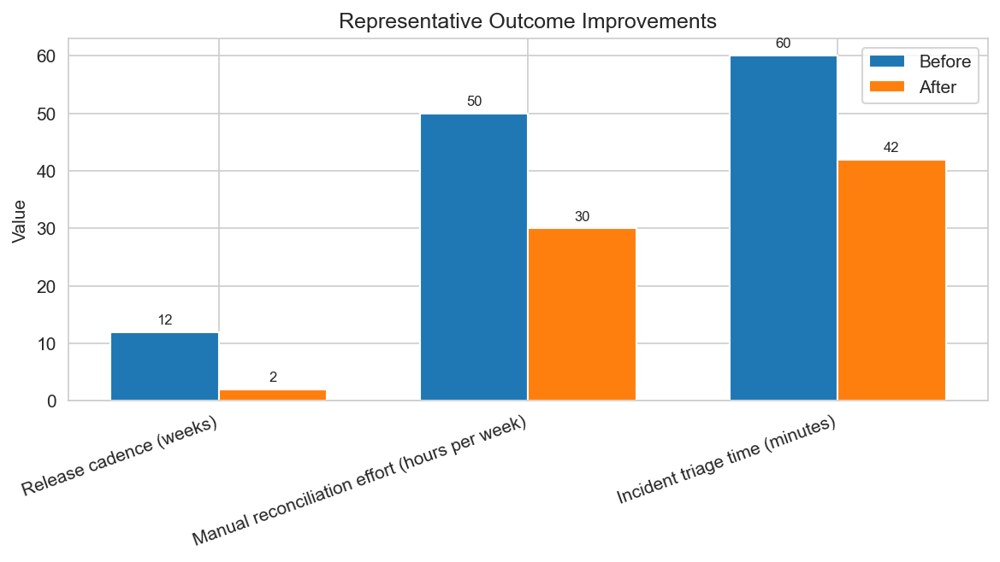 Representative Outcome Improvements
Value
60
50
40
30
20
10
0
12
2
50
30
60
42
Before
After
Release cadence (weeks)
Manual reconciliation effort (hours per week)
Incident triage time (minutes)